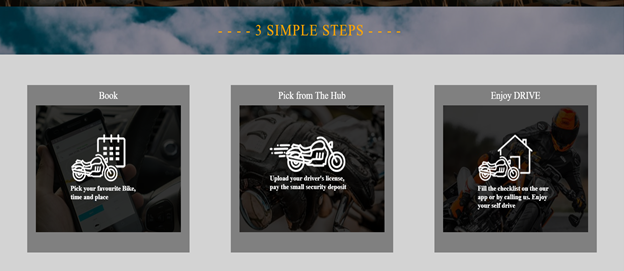 - - - - 3 SIMPLE STEPS - - - -
Book
Pick your favourite Bike,
time and place
Pick from The Hub
Upload your driver's license,
pay the small security deposit
Enjoy DRIVE
Fill the checklist on the our
app or by calling us. Enjoy
your self drive